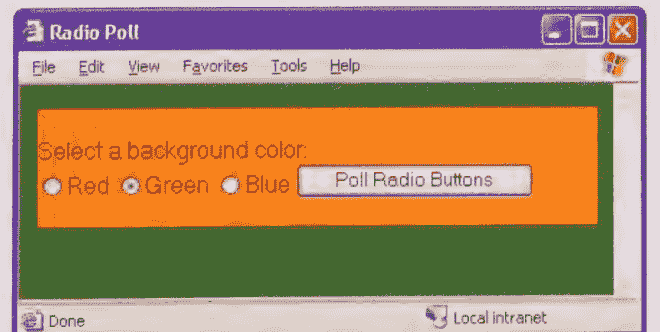 Radio Poll
File Edit View Favorites Tools Help
Select a background color:
Red Green Blue Poll Radio Buttons
Done Local intranet